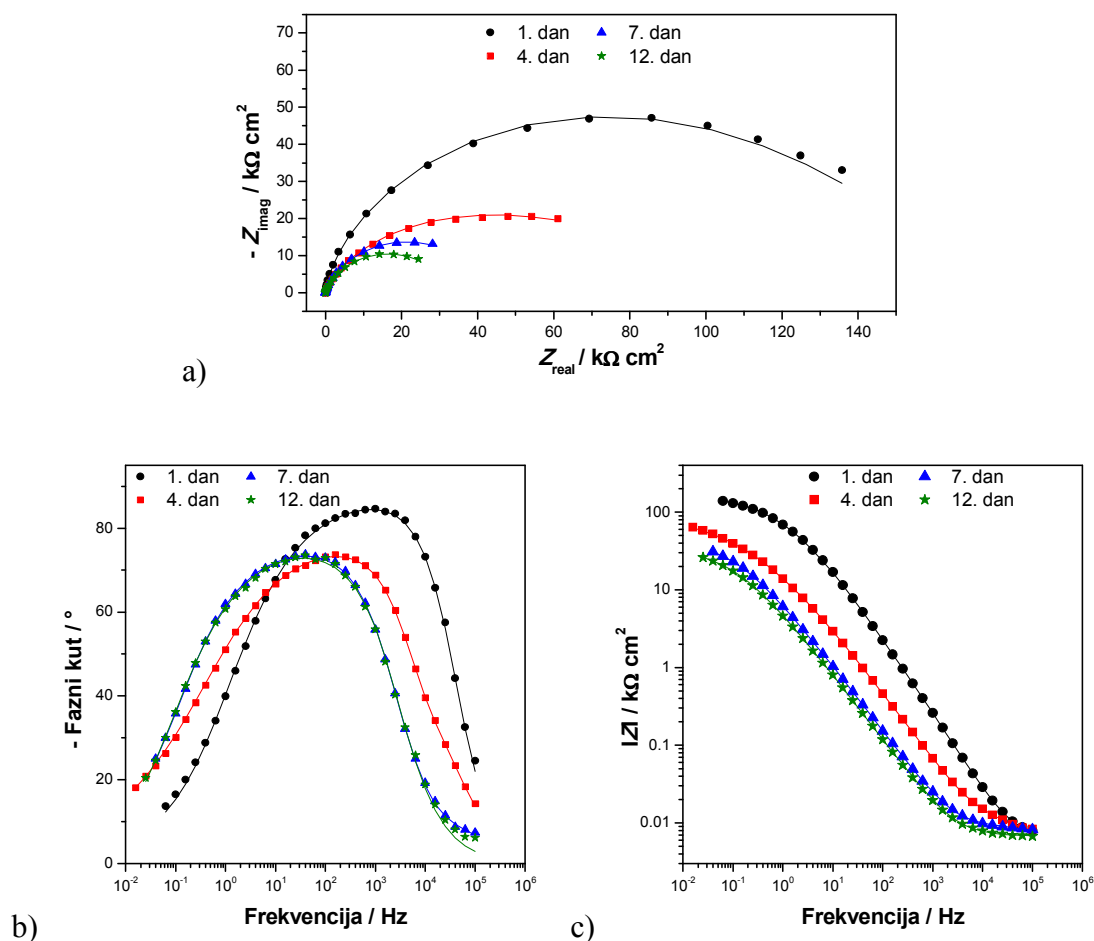 1. dan 7. dan
4. dan 12. dan
70
60
50
40
30
20
10
0
- Z_imag / kΩ cm²
0 20 40 60 80 100 120 140
Z_real / kΩ cm²
a)
1. dan 7. dan
4. dan 12. dan
80
60
40
20
0
- Fazni kut / °
10⁻² 10⁻¹ 10⁰ 10¹ 10² 10³ 10⁴ 10⁵ 10⁶
Frekvencija / Hz
b)
1. dan 7. dan
4. dan 12. dan
100
10
1
0.1
0.01
|Z| / kΩ cm²
10⁻² 10⁻¹ 10⁰ 10¹ 10² 10³ 10⁴ 10⁵ 10⁶
Frekvencija / Hz
c)